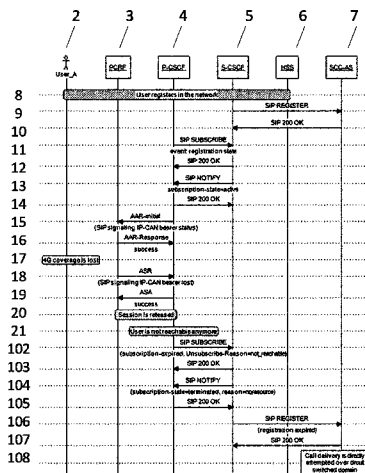 2 3 4 5 6 7
User_A PCRF P-CSCF S-CSCF HSS SCC-AS
8 User registers in the network
9 SIP REGISTER
10 SIP 200 OK
11 SIP SUBSCRIBE
event registration-state
12 SIP 200 OK
13 SIP NOTIFY
subscription-state=active
14 SIP 200 OK
15 AAR-initial
(SIP signaling IP-CAN bearer status)
16 AAR-Response
success
17 4G coverage is lost
18 ASR
(SIP signaling IP-CAN bearer lost)
19 ASA
success
20 Session is released
21 User is not reachable anymore
102 SIP SUBSCRIBE
(subscription-expired, Unsubscribe-Reason=not_reachable)
103 SIP 200 OK
104 SIP NOTIFY
(subscription-state=terminated, reason=noresource)
105 SIP 200 OK
106 SIP REGISTER
(registration expired)
107 SIP 200 OK
108 Call delivery is directly
attempted over circuit
switched domain